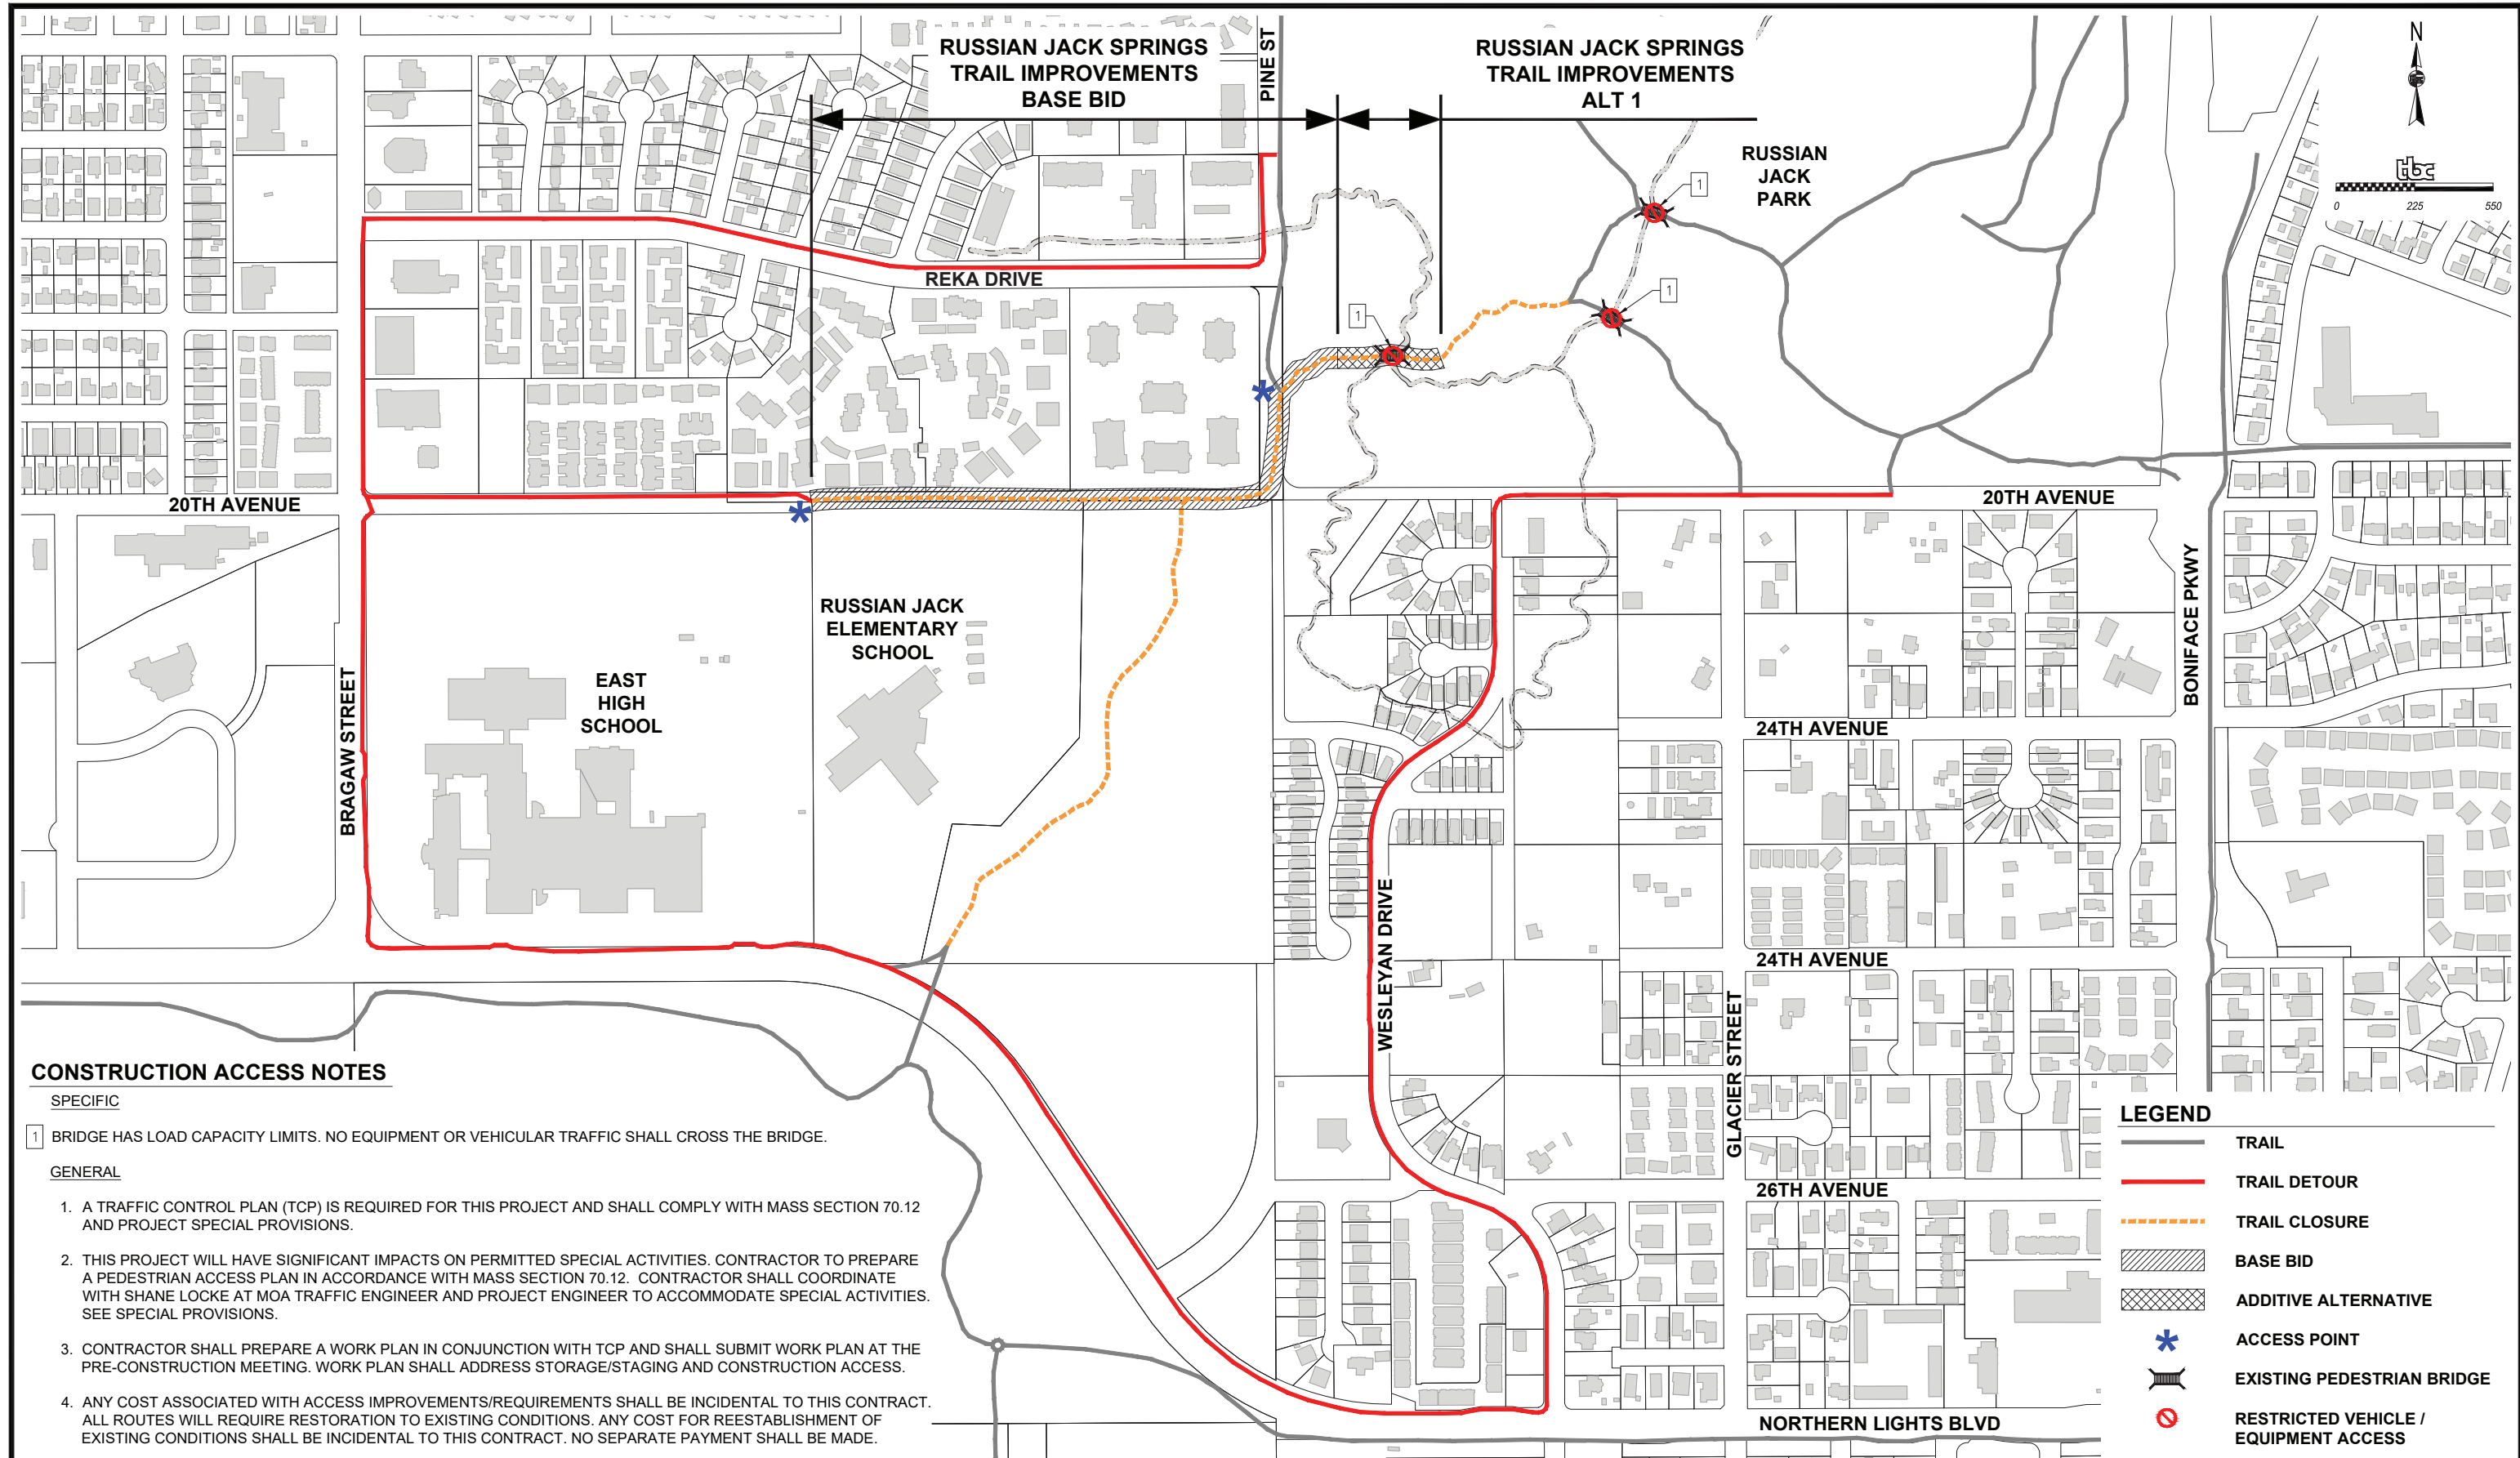 RUSSIAN JACK SPRINGS
TRAIL IMPROVEMENTS
BASE BID
PINE ST
RUSSIAN JACK SPRINGS
TRAIL IMPROVEMENTS
ALT 1
N
RUSSIAN
JACK
PARK
tbc
0 225 550
1
1
1
REKA DRIVE
20TH AVENUE
20TH AVENUE
BONIFACE PKWY
RUSSIAN JACK
ELEMENTARY
SCHOOL
EAST
HIGH
SCHOOL
BRAGAW STREET
24TH AVENUE
WESLEYAN DRIVE
24TH AVENUE
GLACIER STREET
26TH AVENUE
NORTHERN LIGHTS BLVD
CONSTRUCTION ACCESS NOTES
SPECIFIC
1 BRIDGE HAS LOAD CAPACITY LIMITS. NO EQUIPMENT OR VEHICULAR TRAFFIC SHALL CROSS THE BRIDGE.
GENERAL
1. A TRAFFIC CONTROL PLAN (TCP) IS REQUIRED FOR THIS PROJECT AND SHALL COMPLY WITH MASS SECTION 70.12
AND PROJECT SPECIAL PROVISIONS.
2. THIS PROJECT WILL HAVE SIGNIFICANT IMPACTS ON PERMITTED SPECIAL ACTIVITIES. CONTRACTOR TO PREPARE
A PEDESTRIAN ACCESS PLAN IN ACCORDANCE WITH MASS SECTION 70.12. CONTRACTOR SHALL COORDINATE
WITH SHANE LOCKE AT MOA TRAFFIC ENGINEER AND PROJECT ENGINEER TO ACCOMMODATE SPECIAL ACTIVITIES.
SEE SPECIAL PROVISIONS.
3. CONTRACTOR SHALL PREPARE A WORK PLAN IN CONJUNCTION WITH TCP AND SHALL SUBMIT WORK PLAN AT THE
PRE-CONSTRUCTION MEETING. WORK PLAN SHALL ADDRESS STORAGE/STAGING AND CONSTRUCTION ACCESS.
4. ANY COST ASSOCIATED WITH ACCESS IMPROVEMENTS/REQUIREMENTS SHALL BE INCIDENTAL TO THIS CONTRACT.
ALL ROUTES WILL REQUIRE RESTORATION TO EXISTING CONDITIONS. ANY COST FOR REESTABLISHMENT OF
EXISTING CONDITIONS SHALL BE INCIDENTAL TO THIS CONTRACT. NO SEPARATE PAYMENT SHALL BE MADE.
LEGEND
TRAIL
TRAIL DETOUR
TRAIL CLOSURE
BASE BID
ADDITIVE ALTERNATIVE
ACCESS POINT
EXISTING PEDESTRIAN BRIDGE
RESTRICTED VEHICLE /
EQUIPMENT ACCESS